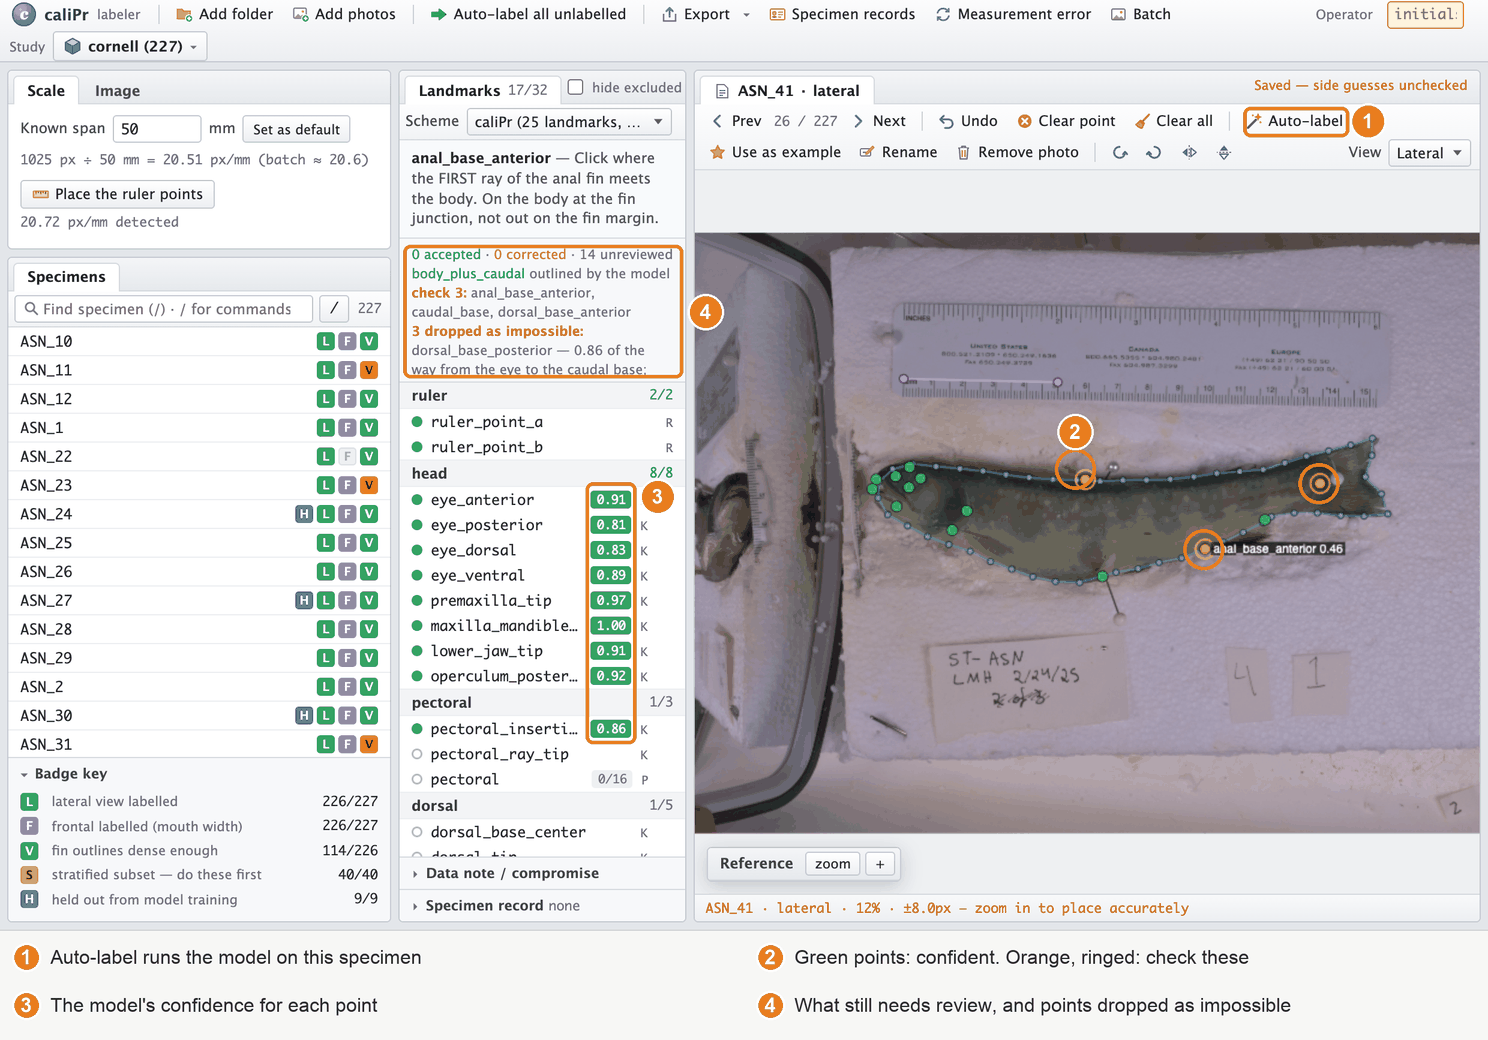 caliPr labeler Add folder Add photos Auto-label all unlabelled Export Specimen records Measurement error Batch Operator initial
Study cornell (227)
Scale Image
Known span 50 mm Set as default
1025 px ÷ 50 mm = 20.51 px/mm (batch ≈ 20.6)
Place the ruler points
20.72 px/mm detected
Specimens
Find specimen (/) · / for commands / 227
ASN_10 L F V
ASN_11 L F V
ASN_12 L F V
ASN_1 L F V
ASN_22 L F V
ASN_23 L F V
ASN_24 H L F V
ASN_25 L F V
ASN_26 L F V
ASN_27 H L F V
ASN_28 L F V
ASN_29 L F V
ASN_2 L F V
ASN_30 H L F V
ASN_31 L F V
Badge key
L lateral view labelled 226/227
F frontal labelled (mouth width) 226/227
V fin outlines dense enough 114/226
S stratified subset — do these first 40/40
H held out from model training 9/9
Landmarks 17/32 hide excluded
Scheme caliPr (25 landmarks, ...
anal_base_anterior — Click where
the FIRST ray of the anal fin meets
the body. On the body at the fin
junction, not out on the fin margin.
0 accepted · 0 corrected · 14 unreviewed
body_plus_caudal outlined by the model
check 3: anal_base_anterior,
caudal_base, dorsal_base_anterior
3 dropped as impossible:
dorsal_base_posterior — 0.86 of the
way from the eye to the caudal base;
4
ruler 2/2
ruler_point_a R
ruler_point_b R
head 8/8
eye_anterior 0.91 3
eye_posterior 0.81 K
eye_dorsal 0.83 K
eye_ventral 0.89 K
premaxilla_tip 0.97 K
maxilla_mandible... 1.00 K
lower_jaw_tip 0.91 K
operculum_poster... 0.92 K
pectoral 1/3
pectoral_inserti... 0.86 K
pectoral_ray_tip K
pectoral 0/16 P
dorsal 1/5
dorsal_base_center K
dorsal_tip K
Data note / compromise
Specimen record none
ASN_41 · lateral Saved — side guesses unchecked
Prev 26 / 227 Next Undo Clear point Clear all Auto-label 1
Use as example Rename Remove photo View Lateral
INCHES
UNITED STATES CANADA EUROPE
2
anal_base_anterior 0.46
ST-ASN
LMH 2/24/25
4 1
2
Reference zoom +
ASN_41 · lateral · 12% · ±8.0px — zoom in to place accurately
1 Auto-label runs the model on this specimen
2 Green points: confident. Orange, ringed: check these
3 The model's confidence for each point
4 What still needs review, and points dropped as impossible